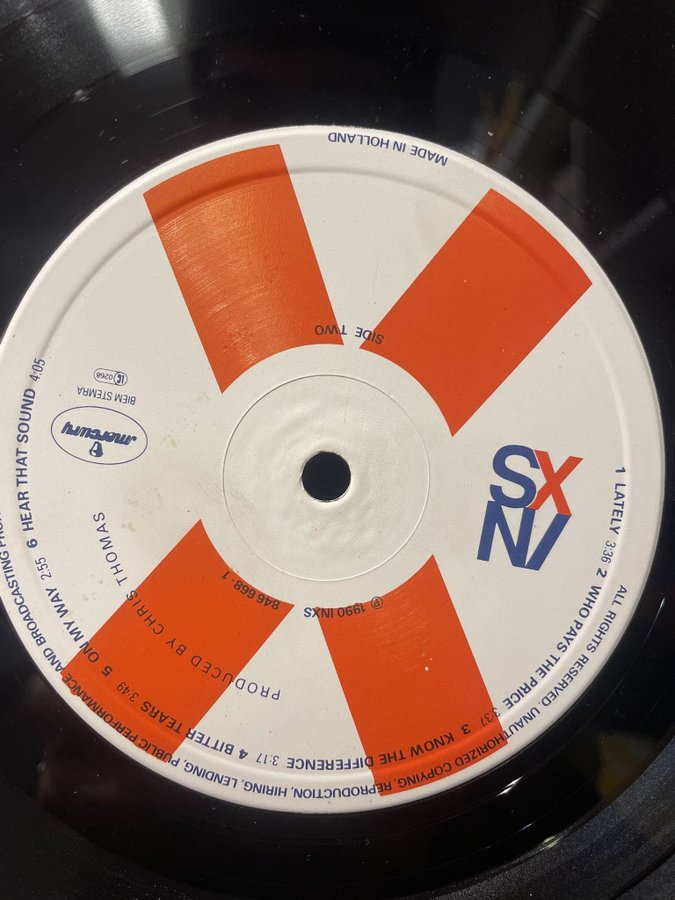 MADE IN HOLLAND
SIDE TWO
INXS
mercury
BIEM STEMRA
LC 0268
846 668-1
℗ 1990 INXS
PRODUCED BY CHRIS THOMAS
1 LATELY 3:36 2 WHO PAYS THE PRICE 3:37 3 KNOW THE DIFFERENCE 3:17 4 BITTER TEARS 3:49 5 ON MY WAY 2:55 6 HEAR THAT SOUND 4:05
ALL RIGHTS RESERVED. UNAUTHORIZED COPYING, REPRODUCTION, HIRING, LENDING, PUBLIC PERFORMANCE AND BROADCASTING